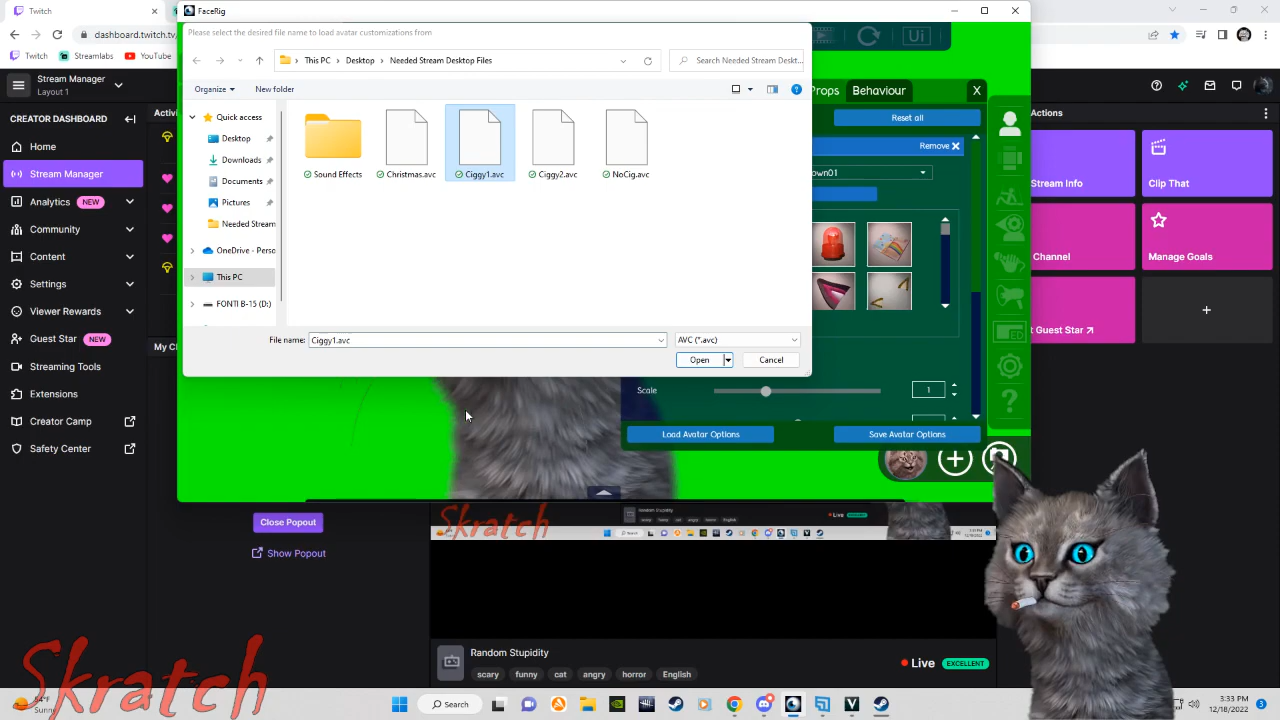 Twitch
FaceRig
dashboard.twitch.tv
Twitch
Streamlabs
YouTube
Stream Manager
Layout 1
CREATOR DASHBOARD
Home
Stream Manager
Analytics NEW
Community
Content
Settings
Viewer Rewards
Guest Star NEW
Streaming Tools
Extensions
Creator Camp
Safety Center
Close Popout
Show Popout
Please select the desired file name to load avatar customizations from
This PC > Desktop > Needed Stream Desktop Files
Search Needed Stream Deskt...
Organize
New folder
Quick access
Desktop
Downloads
Documents
Pictures
Needed Stream
OneDrive - Perso
This PC
FONTI B-15 (D:)
Sound Effects
Christmas.avc
Ciggy1.avc
Ciggy2.avc
NoCig.avc
File name:
Ciggy1.avc
AVC (*.avc)
Open
Cancel
Ui
Props
Behaviour
X
Reset all
Remove
own01
Scale
1
Load Avatar Options
Save Avatar Options
ED
?
Actions
Stream Info
Clip That
Channel
Manage Goals
t Guest Star
Skratch
Live
Random Stupidity
scary
funny
cat
angry
horror
English
Live
EXCELLENT
Skratch
Sunny
Search
3:33 PM
12/18/2022
3